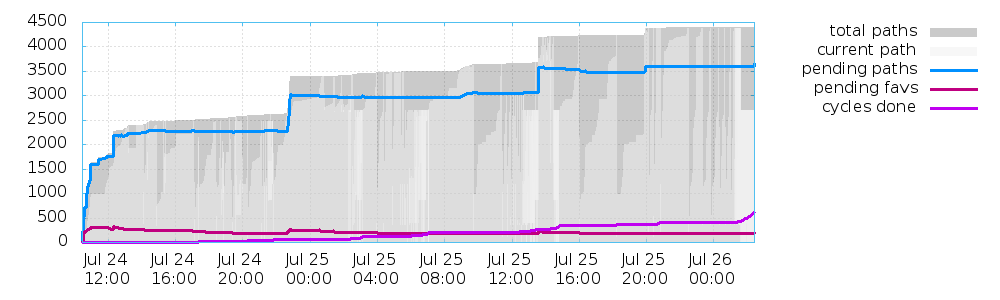 4500
4000
3500
3000
2500
2000
1500
1000
500
0
Jul 24 Jul 24 Jul 24 Jul 25 Jul 25 Jul 25 Jul 25 Jul 25 Jul 25 Jul 26
12:00 16:00 20:00 00:00 04:00 08:00 12:00 16:00 20:00 00:00
total paths
current path
pending paths
pending favs
cycles done